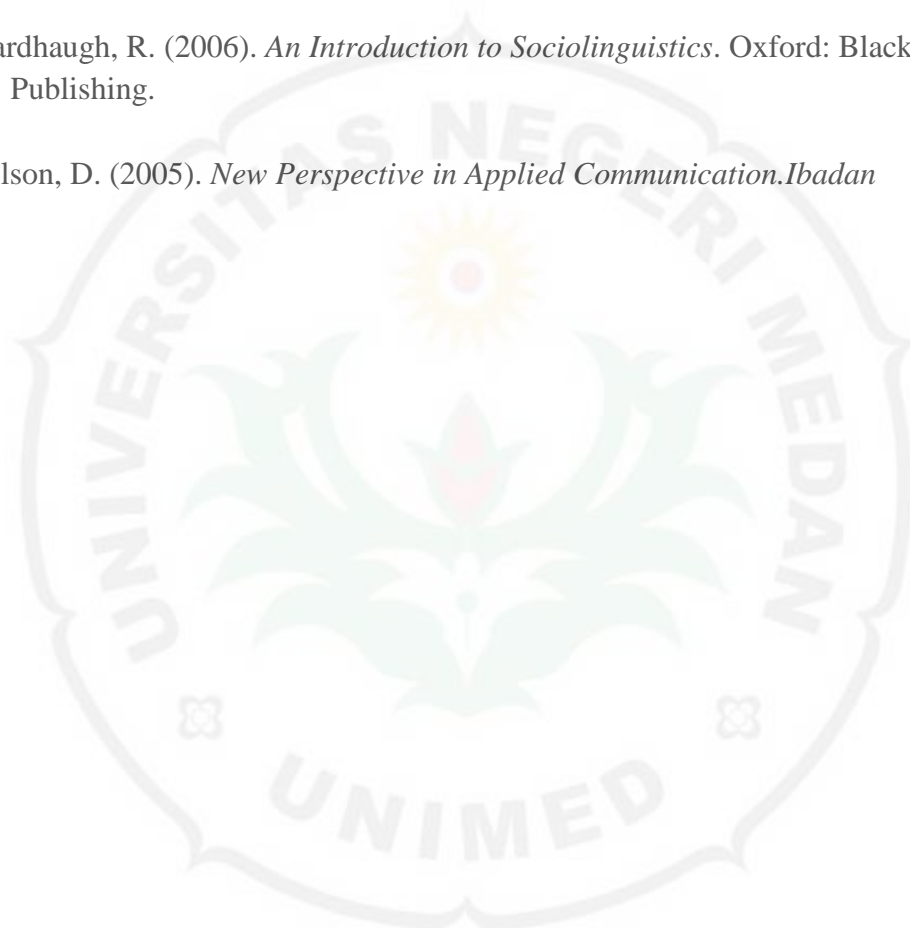 ardhaugh, R. (2006). An Introduction to Sociolinguistics. Oxford: Black
Publishing.
lson, D. (2005). New Perspective in Applied Communication.Ibadan
UNIVERSITAS NEGERI MEDAN
UNIMED